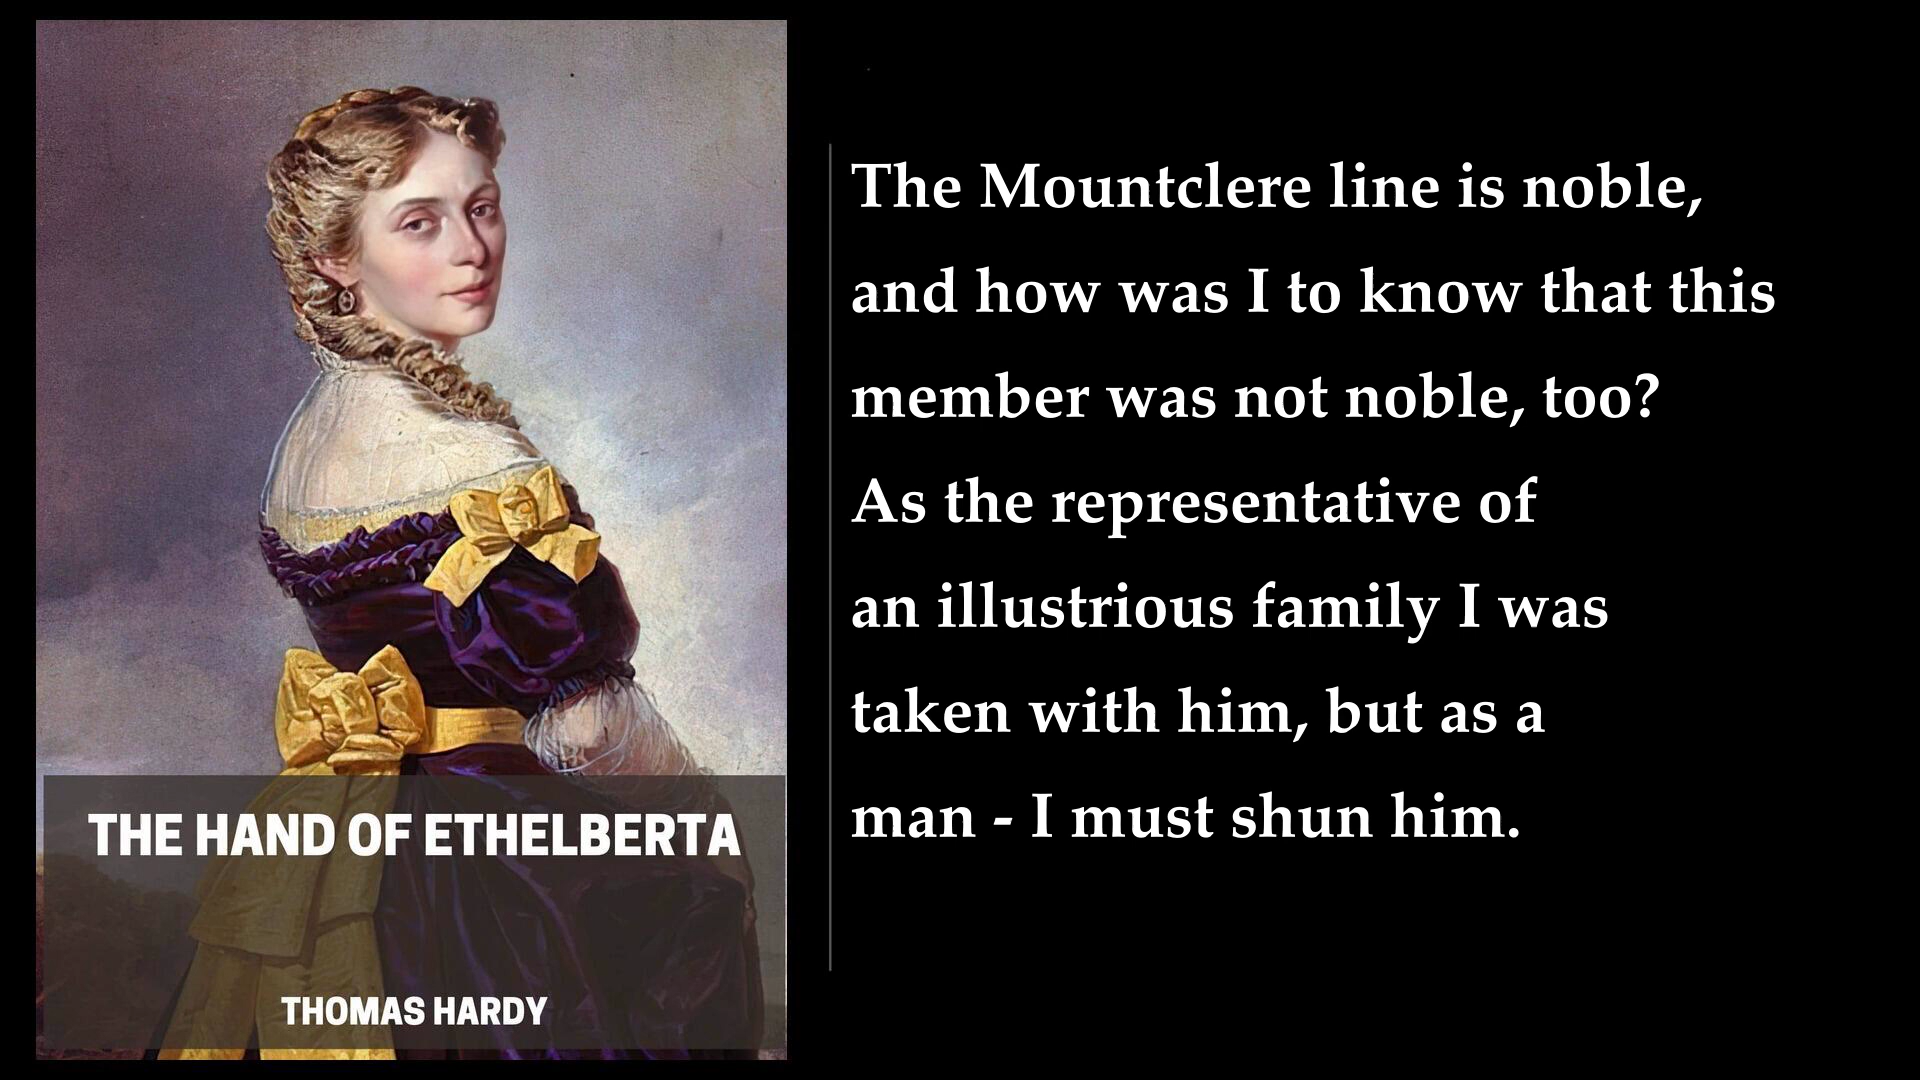 THE HAND OF ETHELBERTA
THOMAS HARDY
The Mountclere line is noble,
and how was I to know that this
member was not noble, too?
As the representative of
an illustrious family I was
taken with him, but as a
man - I must shun him.